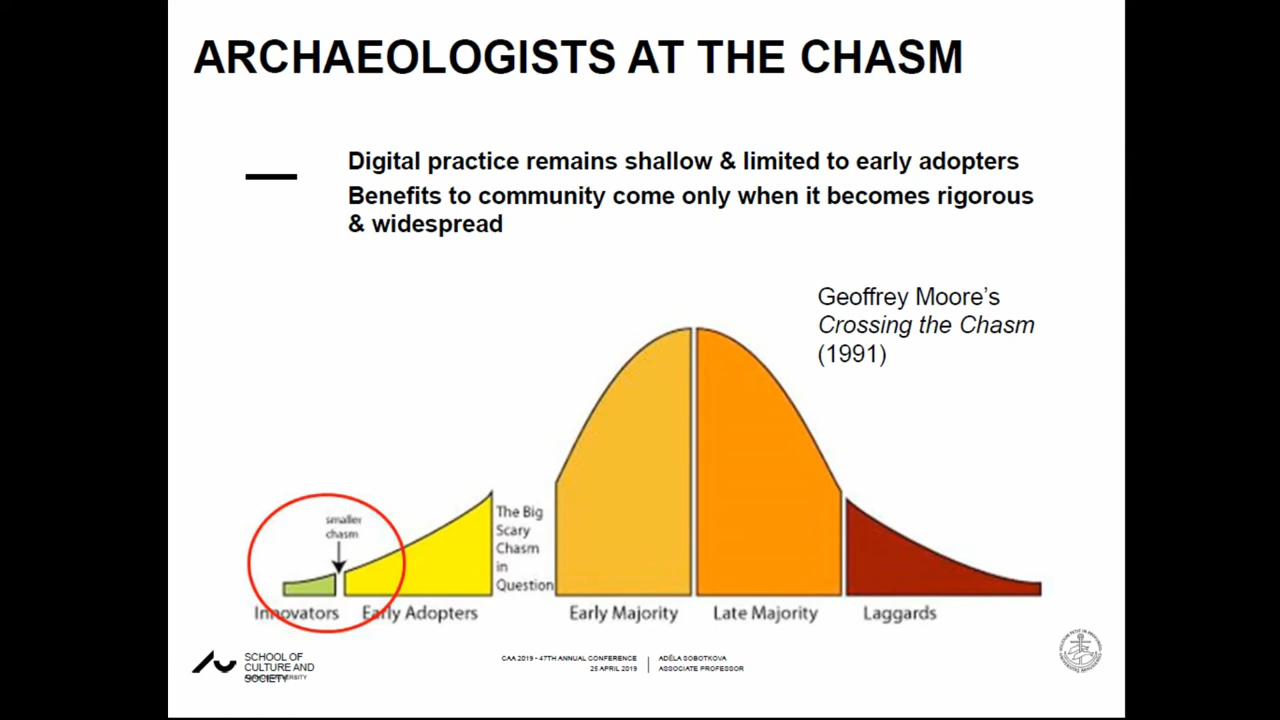 ARCHAEOLOGISTS AT THE CHASM
Digital practice remains shallow & limited to early adopters
Benefits to community come only when it becomes rigorous
& widespread
Geoffrey Moore’s
Crossing the Chasm
(1991)
smaller
chasm
The Big
Scary
Chasm
in
Question
Innovators
Early Adopters
Early Majority
Late Majority
Laggards
SCHOOL OF
CULTURE AND
SOCIETY
CAA 2019 - 47TH ANNUAL CONFERENCE
25 APRIL 2019
ADÉLA SOBOTKOVA
ASSOCIATE PROFESSOR